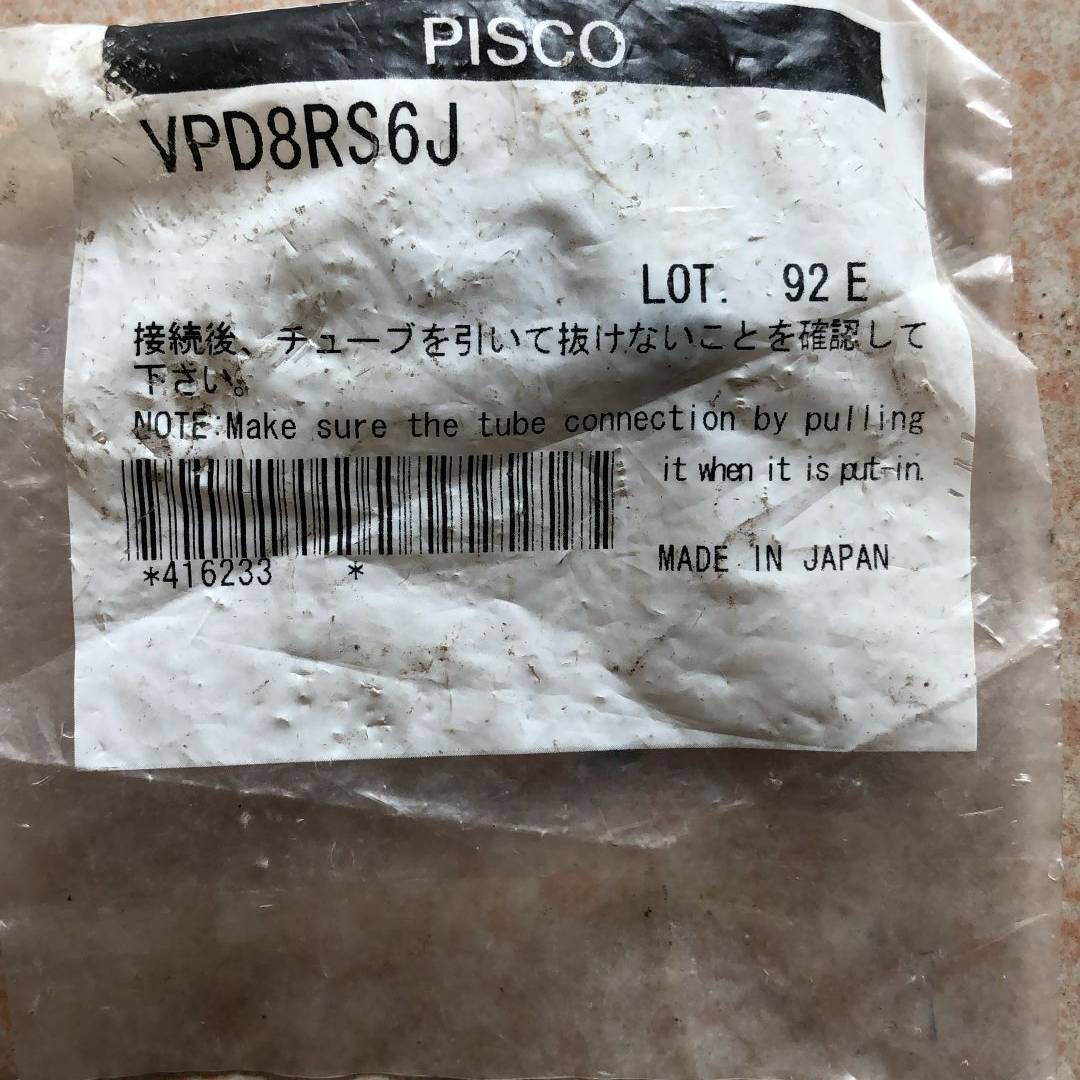 PISCO
VPD8RS6J
LOT. 92 E
接続後、チューブを引いて抜けないことを確認して
下さい。
NOTE:Make sure the tube connection by pulling
it when it is put-in.
*416233 *
MADE IN JAPAN